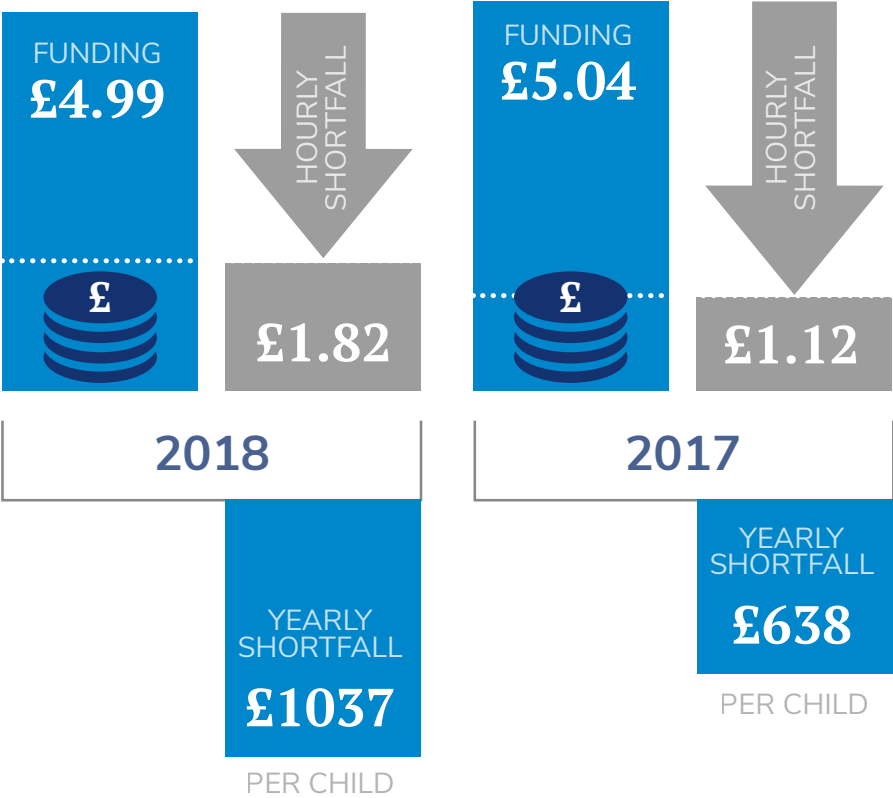 FUNDING
£4.99
HOURLY
SHORTFALL
£
£1.82
2018
YEARLY
SHORTFALL
£1037
PER CHILD
FUNDING
£5.04
HOURLY
SHORTFALL
£
£1.12
2017
YEARLY
SHORTFALL
£638
PER CHILD